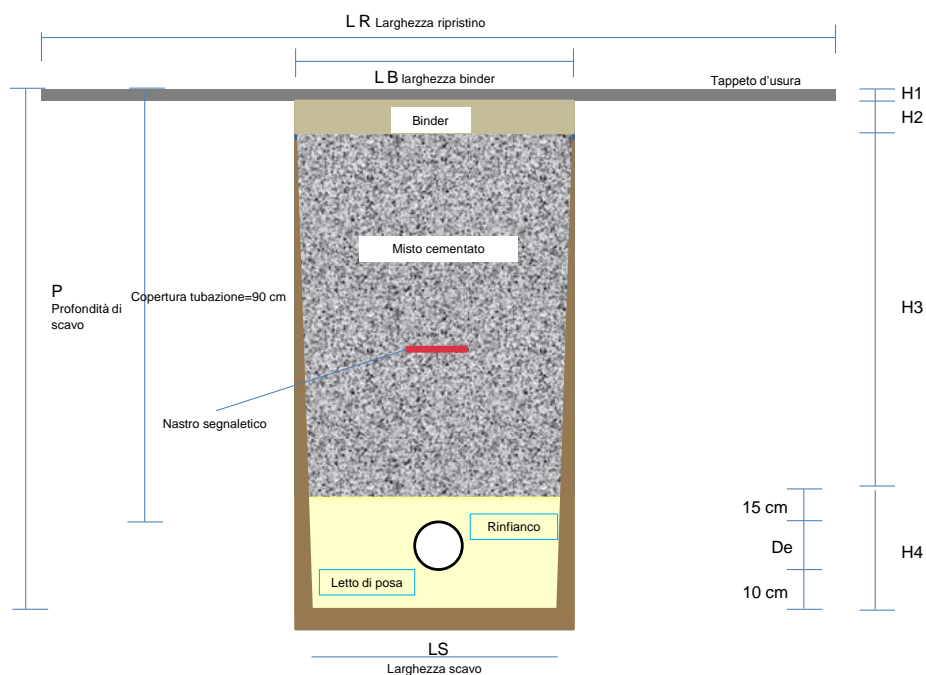 L R Larghezza ripristino
L B larghezza binder
Tappeto d'usura
H1
H2
Binder
Misto cementato
P
Profondità di
scavo
Copertura tubazione=90 cm
H3
Nastro segnaletico
15 cm
Rinfianco
De
H4
Letto di posa
10 cm
LS
Larghezza scavo